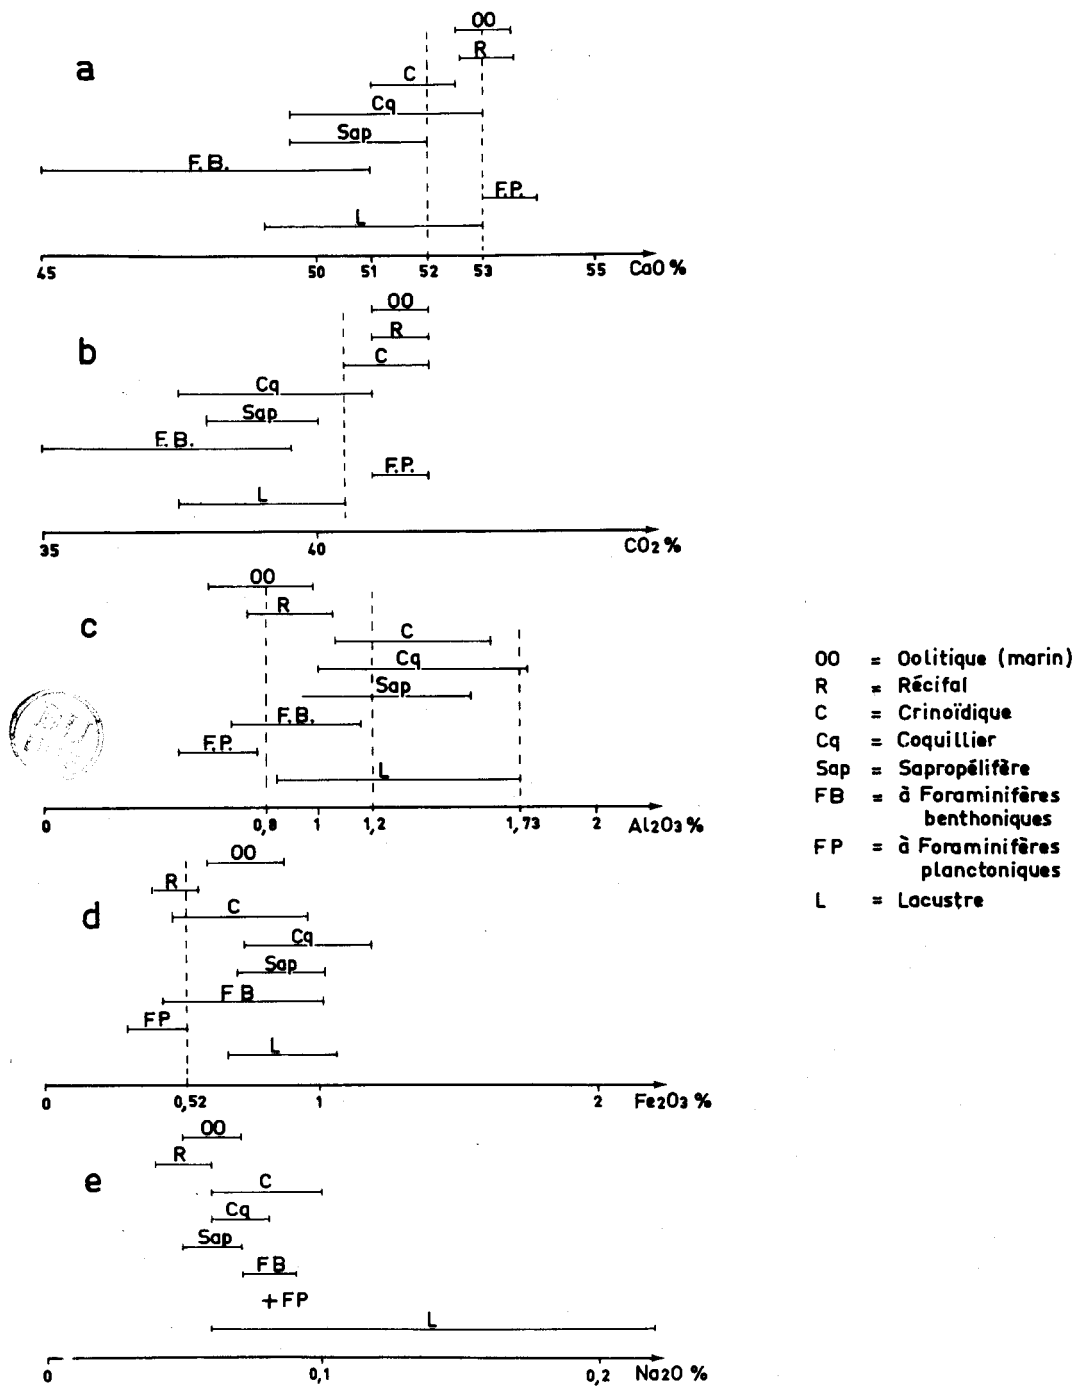 OO
R
a
C
Cq
Sap
F.B.
F.P.
L
45 50 51 52 53 55 CaO %
OO
R
b
C
Cq
Sap
F.B.
F.P.
L
35 40 CO2 %
OO
R
c
C
Cq
Sap
F.B.
F.P.
L
0 0,8 1 1,2 1,73 2 Al2O3 %
OO
R
d
C
Cq
Sap
F B
FP
L
0 0,52 1 2 Fe2O3 %
OO
R
e
C
Cq
Sap
FB
+FP
L
0 0,1 0,2 Na2O %
OO = Oolitique (marin)
R = Récifal
C = Crinoïdique
Cq = Coquillier
Sap = Sapropélifère
FB = à Foraminifères
benthoniques
FP = à Foraminifères
planctoniques
L = Lacustre